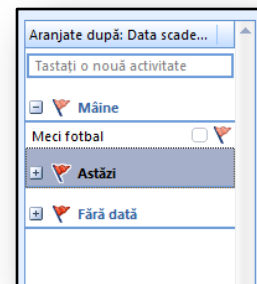 Aranjate după: Data scade...
Tastați o nouă activitate
Mâine
Meci fotbal
Astăzi
Fără dată